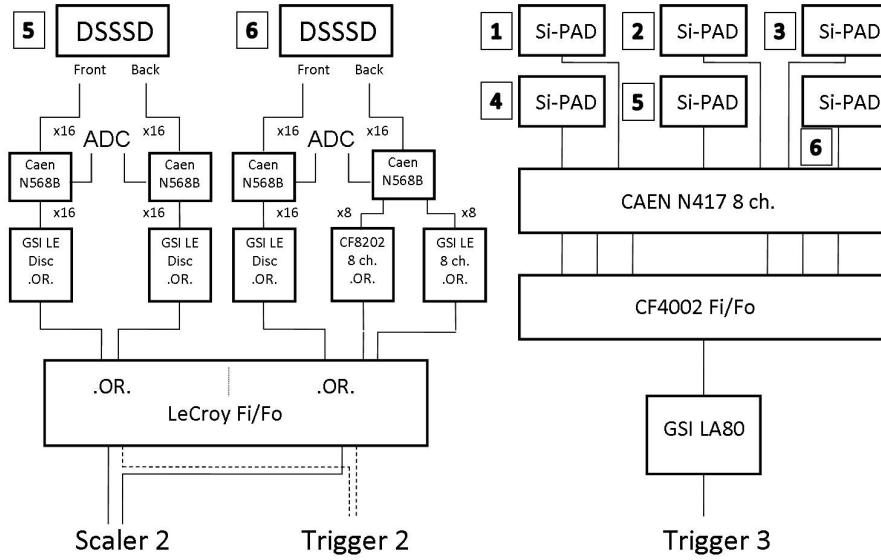 5 DSSSD 6 DSSSD
Front Back Front Back
x16 ADC x16 x16 ADC x16
Caen N568B
Caen N568B
Caen N568B
Caen N568B
x16 x16 x16 x8 x8
GSI LE Disc .OR.
GSI LE Disc .OR.
GSI LE Disc .OR.
CF8202 8 ch. .OR.
GSI LE 8 ch. .OR.
.OR. .OR.
LeCroy Fi/Fo
Scaler 2 Trigger 2
1 Si-PAD 2 Si-PAD 3 Si-PAD
4 Si-PAD 5 Si-PAD Si-PAD
6
CAEN N417 8 ch.
CF4002 Fi/Fo
GSI LA80
Trigger 3